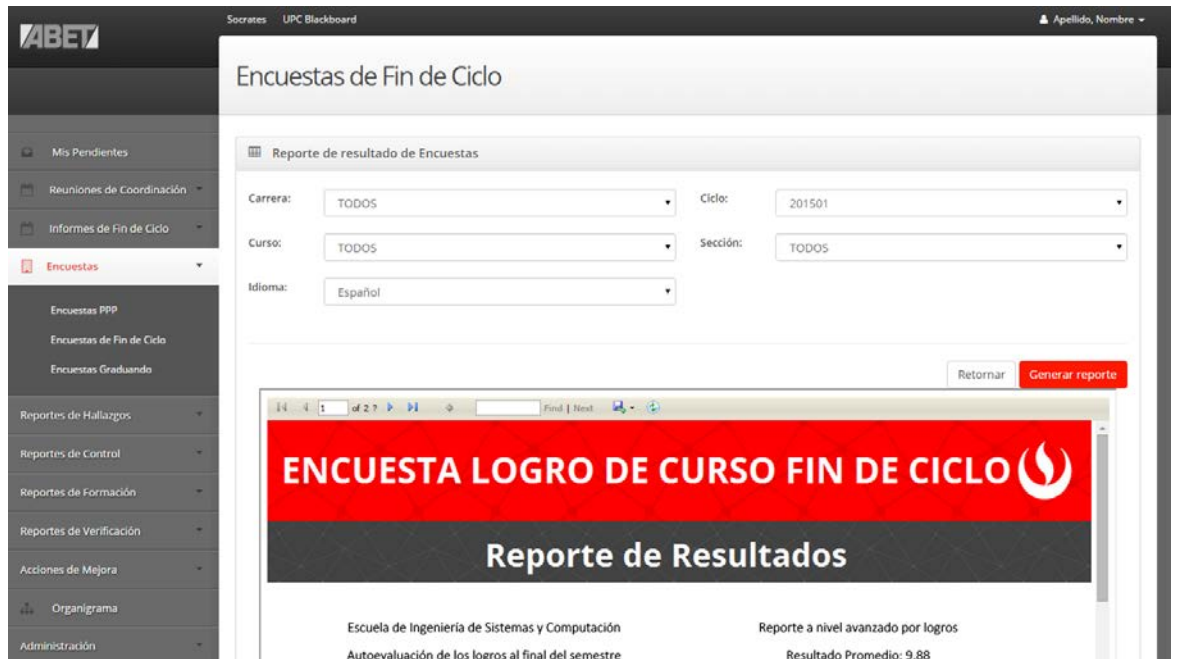 ABET
Socrates UPC Blackboard Apellido, Nombre
Encuestas de Fin de Ciclo
Mis Pendientes
Reuniones de Coordinación
Informes de Fin de Ciclo
Encuestas
Encuestas PPP
Encuestas de Fin de Ciclo
Encuestas Graduando
Reportes de Hallazgos
Reportes de Control
Reportes de Formación
Reportes de Verificación
Acciones de Mejora
Organigrama
Administración
Reporte de resultado de Encuestas
Carrera: TODOS Ciclo: 201501
Curso: TODOS Sección: TODOS
Idioma: Español
Retornar Generar reporte
1 of 2 ? Find | Next
ENCUESTA LOGRO DE CURSO FIN DE CICLO
Reporte de Resultados
Escuela de Ingeniería de Sistemas y Computación Reporte a nivel avanzado por logros
Autoevaluación de los logros al final del semestre Resultado Promedio: 9.88